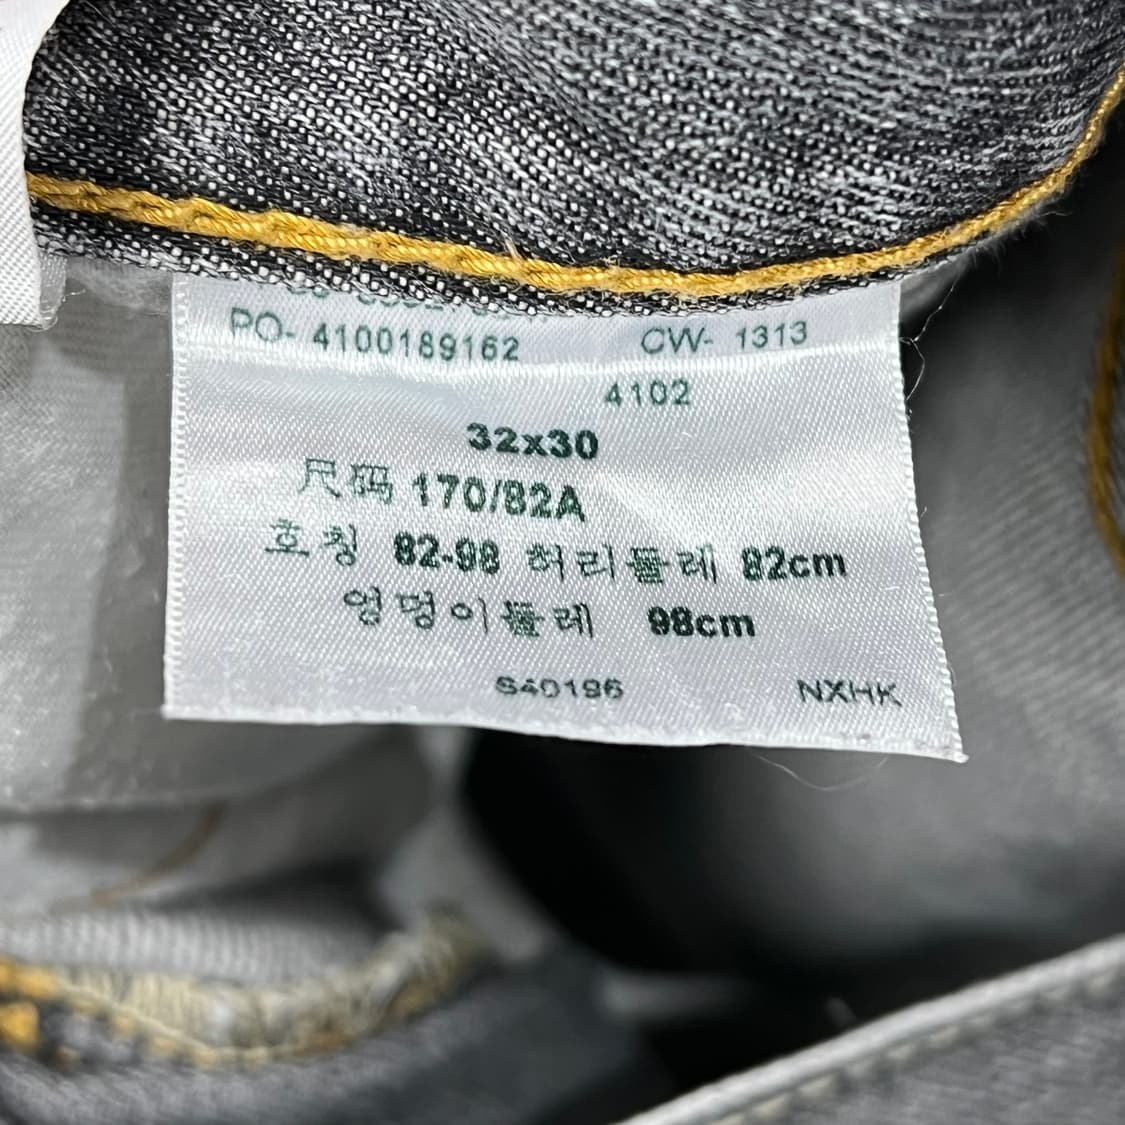 PO- 4100189162 CW- 1313
4102
32x30
尺码 170/82A
호칭 82-98 허리둘레 82cm
엉덩이둘레 98cm
S40196 NXHK